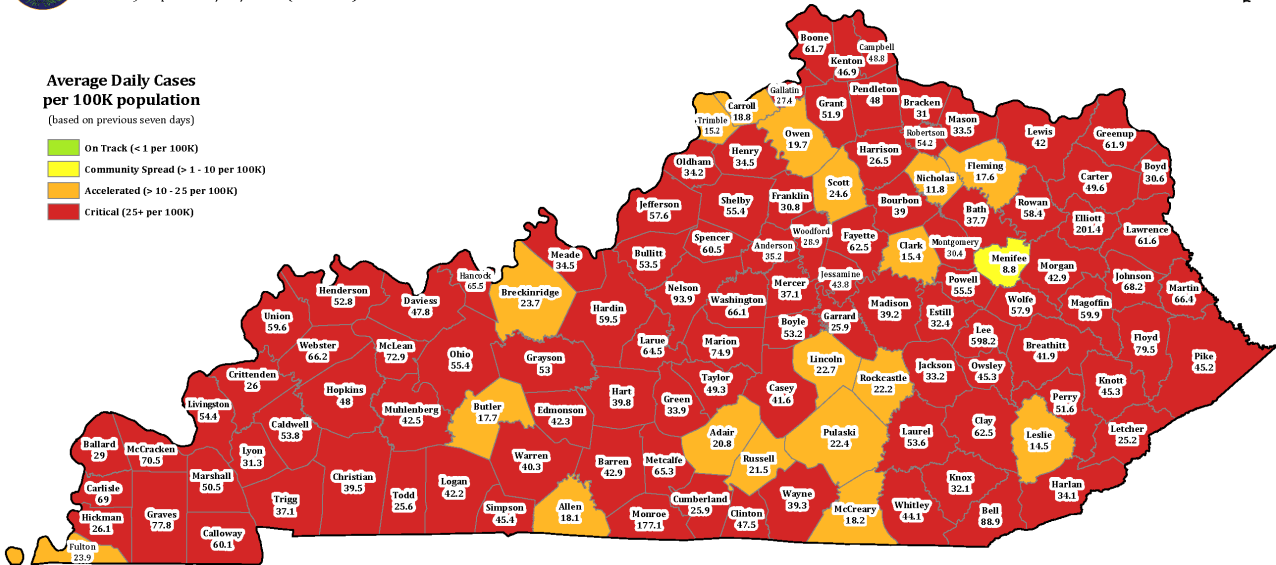 Average Daily Cases
per 100K population
(based on previous seven days)
On Track (< 1 per 100K)
Community Spread (> 1 - 10 per 100K)
Accelerated (> 10 - 25 per 100K)
Critical (25+ per 100K)
Boone
61.7
Campbell
48.8
Kenton
46.9
Gallatin
27.4
Carroll
18.8
Trimble
15.2
Grant
51.9
Pendleton
48
Bracken
31
Mason
33.5
Robertson
54.2
Lewis
42
Greenup
61.9
Owen
19.7
Henry
34.5
Oldham
34.2
Harrison
26.5
Nicholas
11.8
Fleming
17.6
Carter
49.6
Boyd
30.6
Scott
24.6
Jefferson
57.6
Shelby
55.4
Franklin
30.8
Bourbon
39
Bath
37.7
Rowan
58.4
Elliott
201.4
Lawrence
61.6
Spencer
60.5
Anderson
35.2
Woodford
28.9
Fayette
62.5
Clark
15.4
Montgomery
30.4
Menifee
8.8
Morgan
42.9
Johnson
68.2
Martin
66.4
Meade
34.5
Bullitt
53.5
Hancock
65.5
Breckinridge
23.7
Henderson
52.8
Daviess
47.8
Union
59.6
Hardin
59.5
Nelson
93.9
Washington
66.1
Mercer
37.1
Jessamine
43.8
Madison
39.2
Powell
55.5
Estill
32.4
Wolfe
57.9
Magoffin
59.9
Garrard
25.9
Boyle
53.2
Lee
598.2
Breathitt
41.9
Floyd
79.5
Pike
45.2
Webster
66.2
McLean
72.9
Ohio
55.4
Grayson
53
Larue
64.5
Marion
74.9
Lincoln
22.7
Rockcastle
22.2
Jackson
33.2
Owsley
45.3
Knott
45.3
Perry
51.6
Crittenden
26
Hopkins
48
Livingston
54.4
Muhlenberg
42.5
Butler
17.7
Edmonson
42.3
Hart
39.8
Green
33.9
Taylor
49.3
Casey
41.6
Caldwell
53.8
Lyon
31.3
Ballard
29
McCracken
70.5
Marshall
50.5
Carlisle
69
Hickman
26.1
Graves
77.8
Calloway
60.1
Fulton
23.9
Trigg
37.1
Christian
39.5
Todd
25.6
Logan
42.2
Warren
40.3
Simpson
45.4
Allen
18.1
Barren
42.9
Metcalfe
65.3
Monroe
177.1
Cumberland
25.9
Clinton
47.5
Adair
20.8
Russell
21.5
Pulaski
22.4
Wayne
39.3
McCreary
18.2
Laurel
53.6
Clay
62.5
Leslie
14.5
Letcher
25.2
Knox
32.1
Harlan
34.1
Whitley
44.1
Bell
88.9